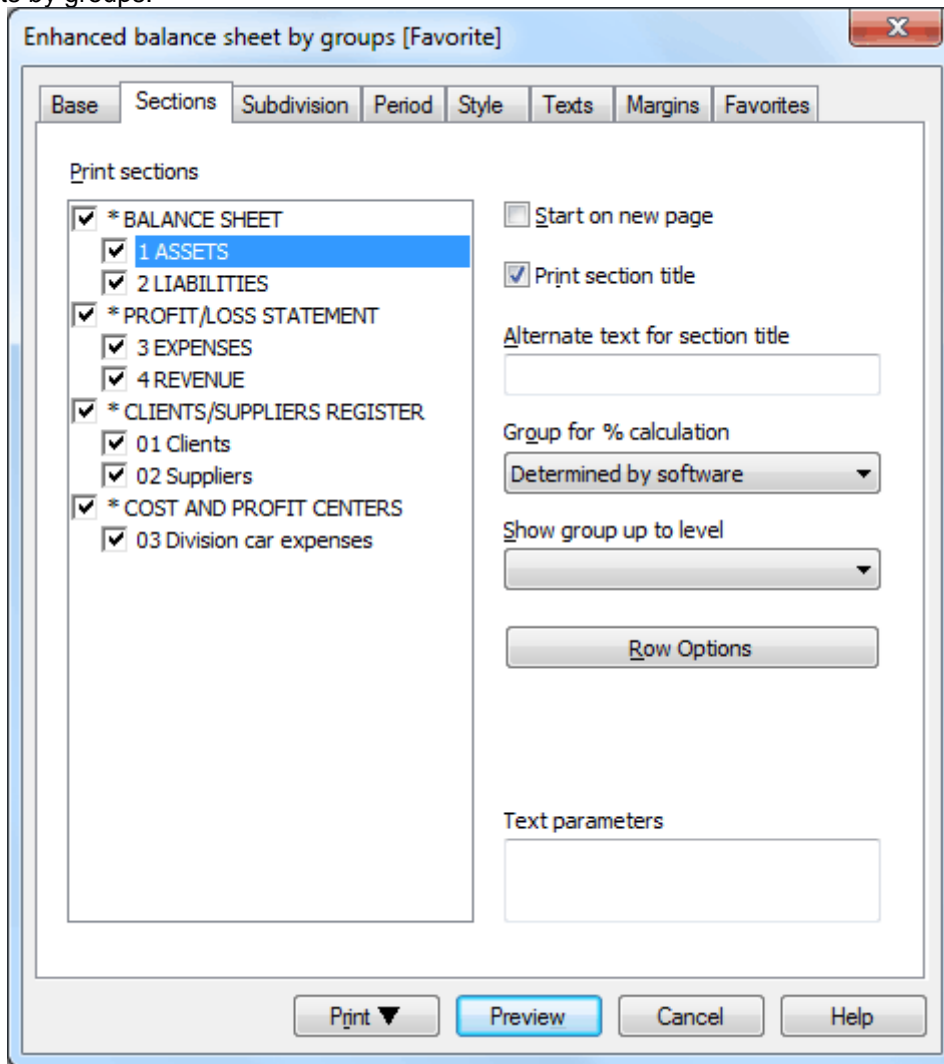 by groups.
Enhanced balance sheet by groups [Favorite]
Base Sections Subdivision Period Style Texts Margins Favorites
Print sections
* BALANCE SHEET
1 ASSETS
2 LIABILITIES
* PROFIT/LOSS STATEMENT
3 EXPENSES
4 REVENUE
* CLIENTS/SUPPLIERS REGISTER
01 Clients
02 Suppliers
* COST AND PROFIT CENTERS
03 Division car expenses
Start on new page
Print section title
Alternate text for section title
Group for % calculation
Determined by software
Show group up to level
Row Options
Text parameters
Print Preview Cancel Help